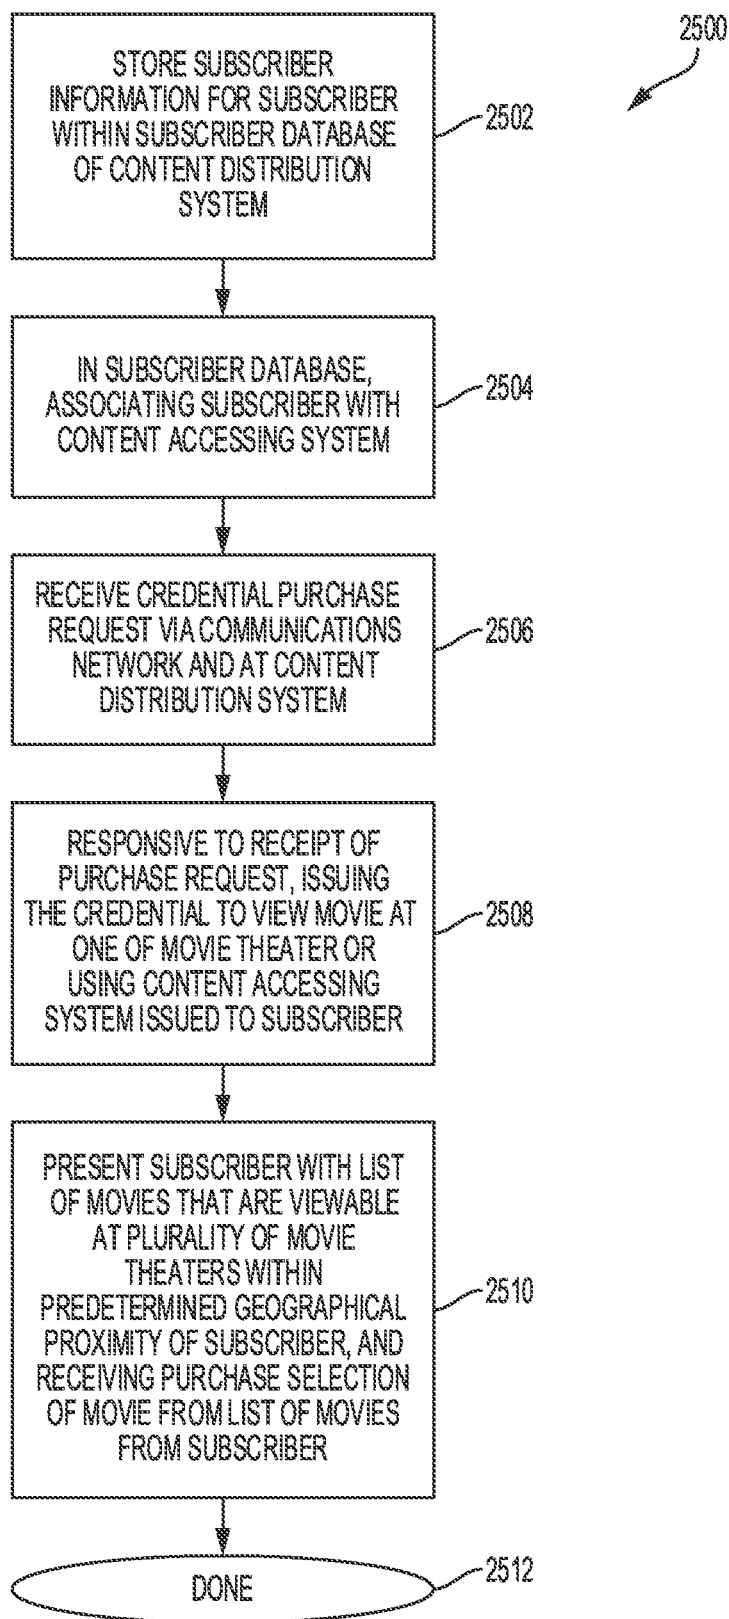 2500
STORE SUBSCRIBER
INFORMATION FOR SUBSCRIBER
WITHIN SUBSCRIBER DATABASE
OF CONTENT DISTRIBUTION
SYSTEM
2502
IN SUBSCRIBER DATABASE,
ASSOCIATING SUBSCRIBER WITH
CONTENT ACCESSING SYSTEM
2504
RECEIVE CREDENTIAL PURCHASE
REQUEST VIA COMMUNICATIONS
NETWORK AND AT CONTENT
DISTRIBUTION SYSTEM
2506
RESPONSIVE TO RECEIPT OF
PURCHASE REQUEST, ISSUING
THE CREDENTIAL TO VIEW MOVIE AT
ONE OF MOVIE THEATER OR
USING CONTENT ACCESSING
SYSTEM ISSUED TO SUBSCRIBER
2508
PRESENT SUBSCRIBER WITH LIST
OF MOVIES THAT ARE VIEWABLE
AT PLURALITY OF MOVIE
THEATERS WITHIN
PREDETERMINED GEOGRAPHICAL
PROXIMITY OF SUBSCRIBER, AND
RECEIVING PURCHASE SELECTION
OF MOVIE FROM LIST OF MOVIES
FROM SUBSCRIBER
2510
DONE
2512